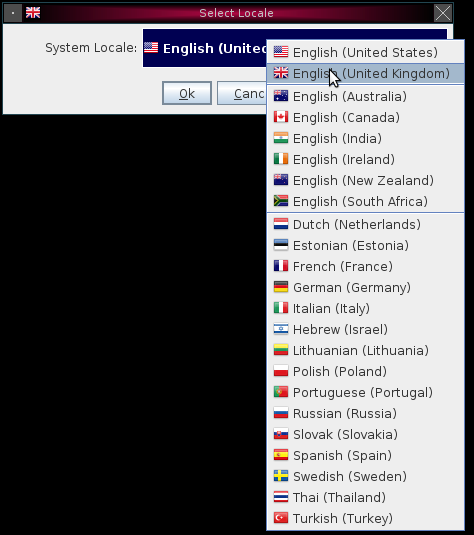 Select Locale
System Locale:
English (Unite
Ok
Canc
English (United States)
English (United Kingdom)
English (Australia)
English (Canada)
English (India)
English (Ireland)
English (New Zealand)
English (South Africa)
Dutch (Netherlands)
Estonian (Estonia)
French (France)
German (Germany)
Italian (Italy)
Hebrew (Israel)
Lithuanian (Lithuania)
Polish (Poland)
Portuguese (Portugal)
Russian (Russia)
Slovak (Slovakia)
Spanish (Spain)
Swedish (Sweden)
Thai (Thailand)
Turkish (Turkey)